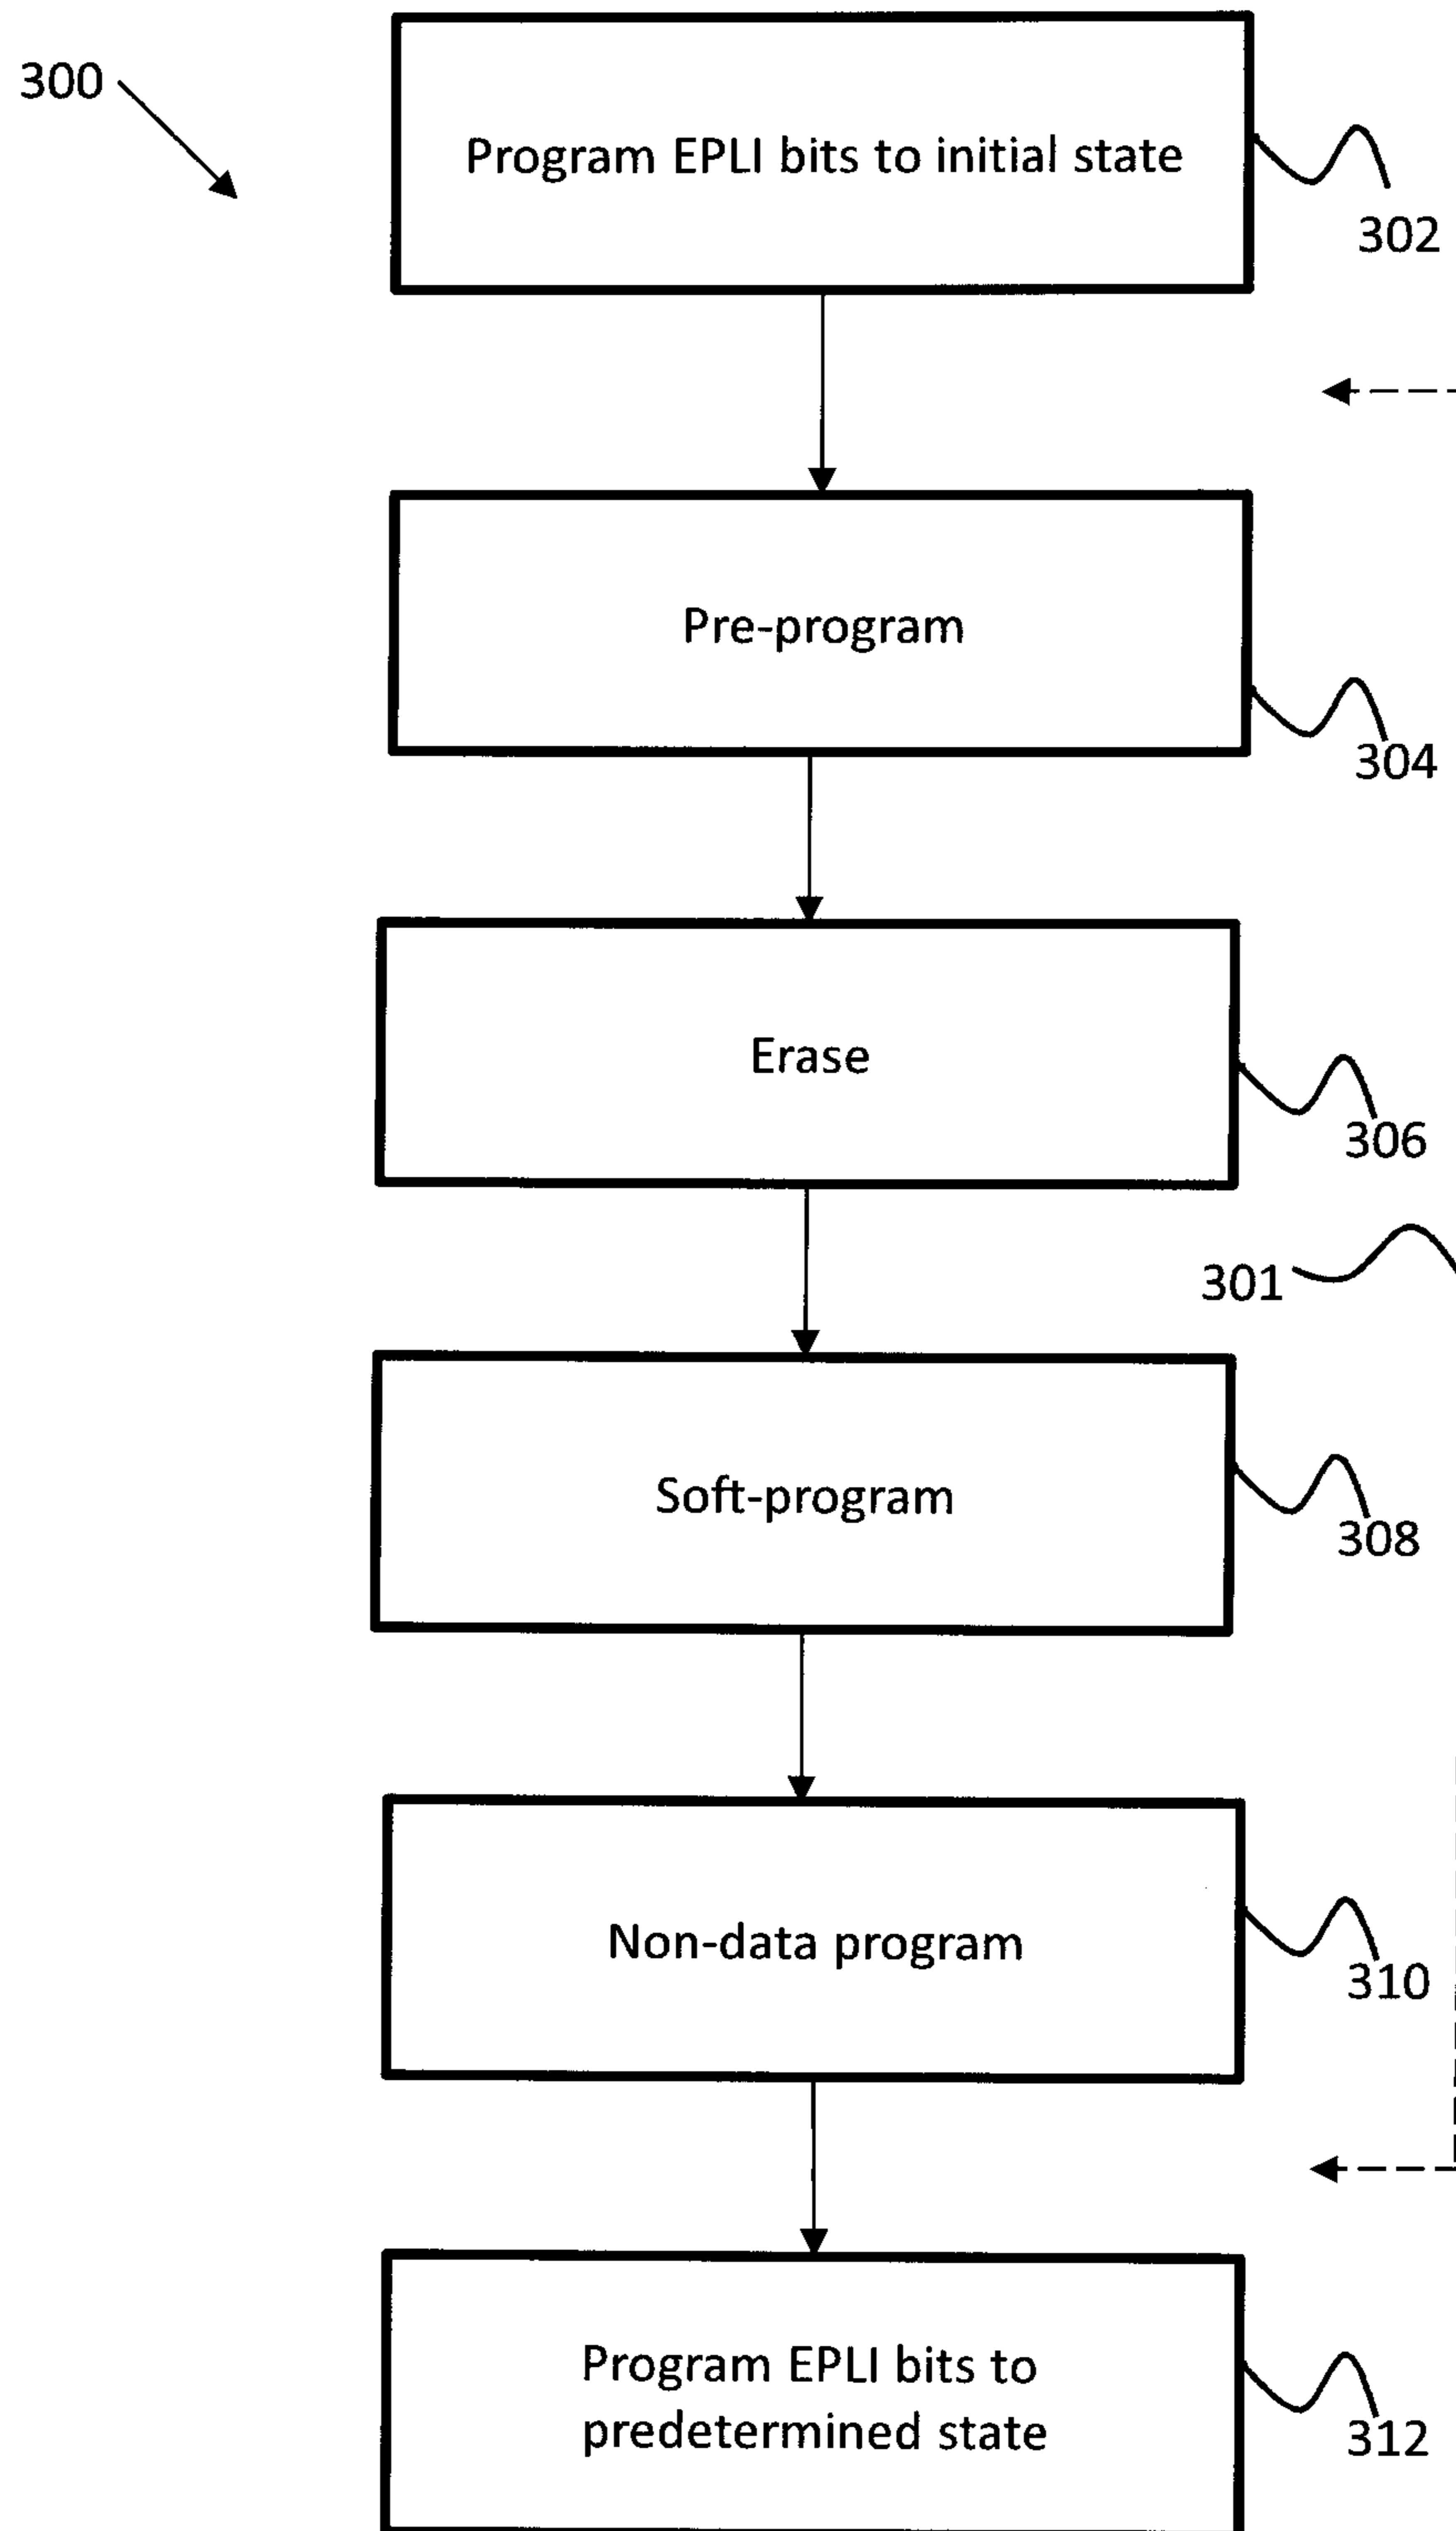 300
Program EPLI bits to initial state
302
Pre-program
304
Erase
306
301
Soft-program
308
Non-data program
310
Program EPLI bits to
predetermined state
312